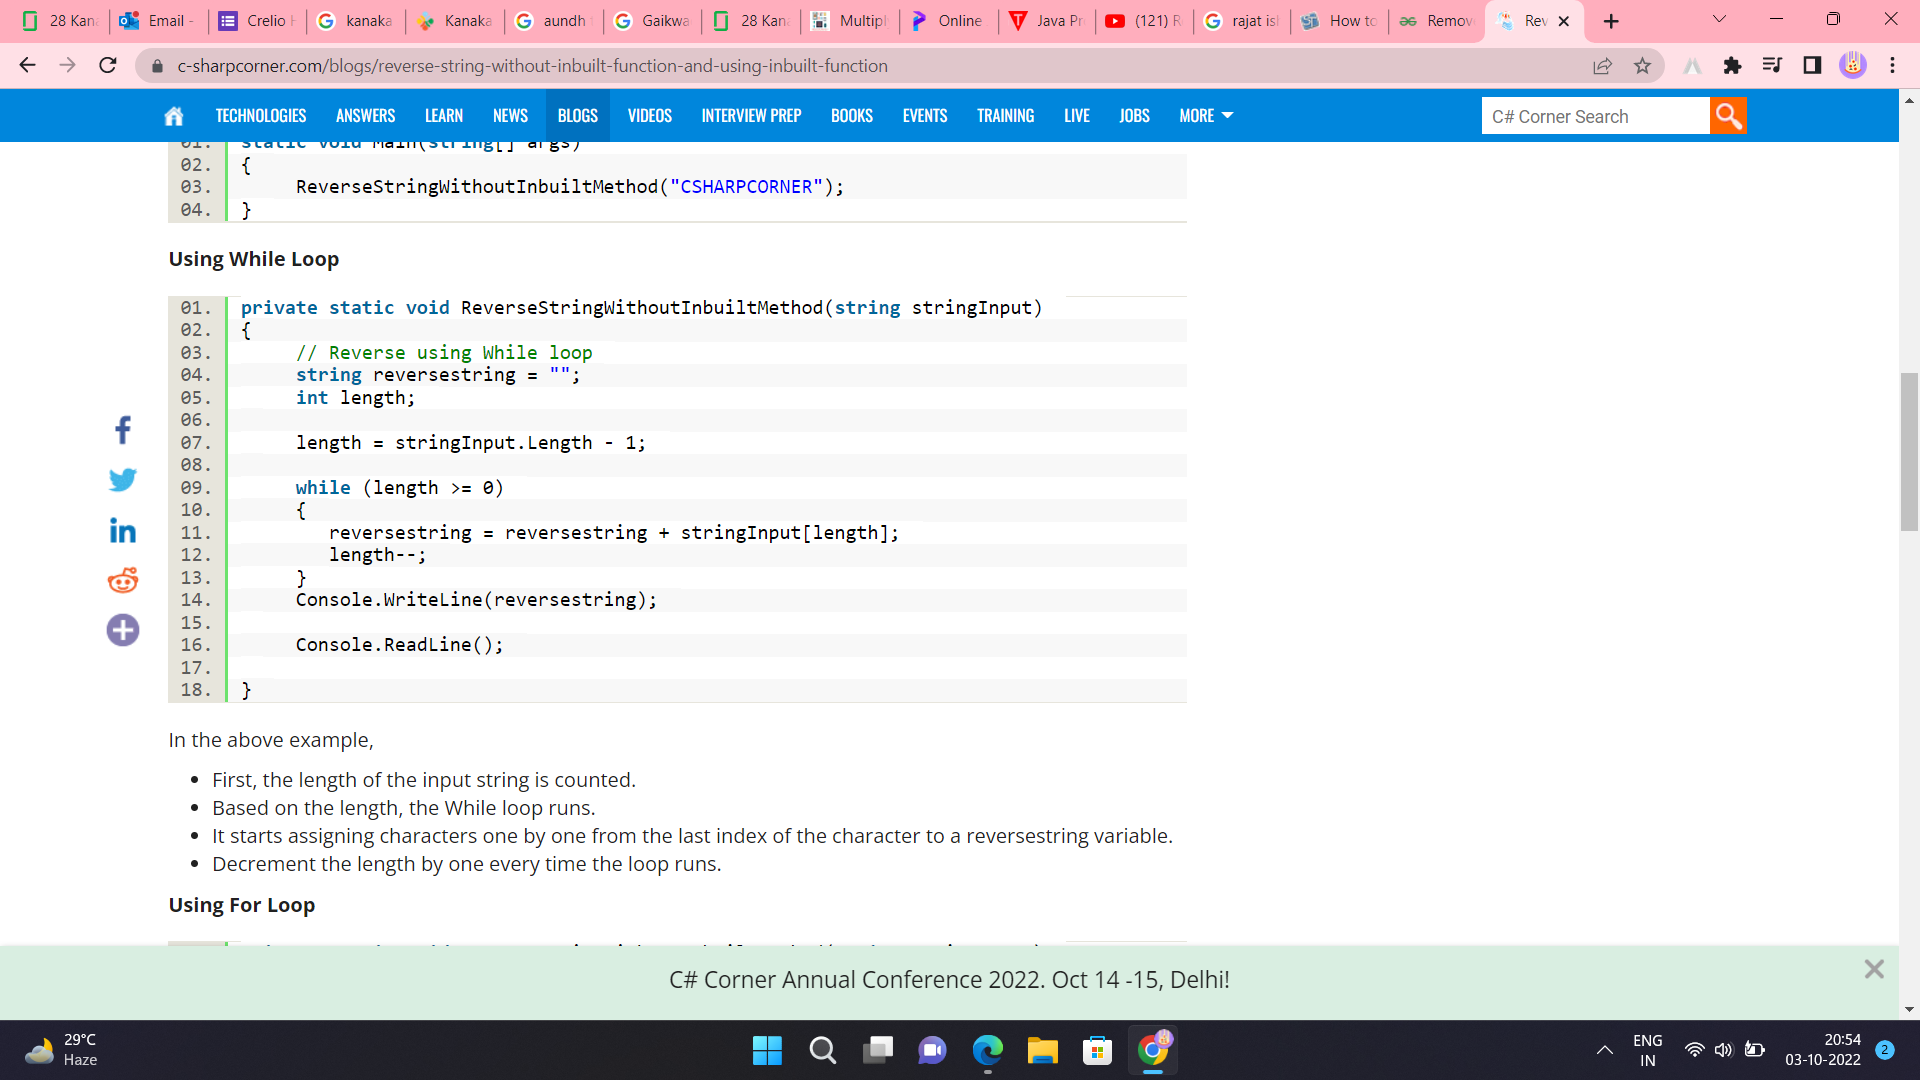 28 Kana
Email -
Crelio H
kanaka
Kanaka
aundh
Gaikwa
28 Kana
Multipl
Online
Java Pr
(121) R
rajat is
How to
Remov
Rev
c-sharpcorner.com/blogs/reverse-string-without-inbuilt-function-and-using-inbuilt-function
TECHNOLOGIES ANSWERS LEARN NEWS BLOGS VIDEOS INTERVIEW PREP BOOKS EVENTS TRAINING LIVE JOBS MORE
C# Corner Search
01. static void Main(string[] args)
02. {
03. ReverseStringWithoutInbuiltMethod("CSHARPCORNER");
04. }
Using While Loop
01. private static void ReverseStringWithoutInbuiltMethod(string stringInput)
02. {
03. // Reverse using While loop
04. string reversestring = "";
05. int length;
06.
07. length = stringInput.Length - 1;
08.
09. while (length >= 0)
10. {
11. reversestring = reversestring + stringInput[length];
12. length--;
13. }
14. Console.WriteLine(reversestring);
15.
16. Console.ReadLine();
17.
18. }
In the above example,
• First, the length of the input string is counted.
• Based on the length, the While loop runs.
• It starts assigning characters one by one from the last index of the character to a reversestring variable.
• Decrement the length by one every time the loop runs.
Using For Loop
C# Corner Annual Conference 2022. Oct 14 -15, Delhi!
29°C
Haze
ENG
IN
20:54
03-10-2022
2